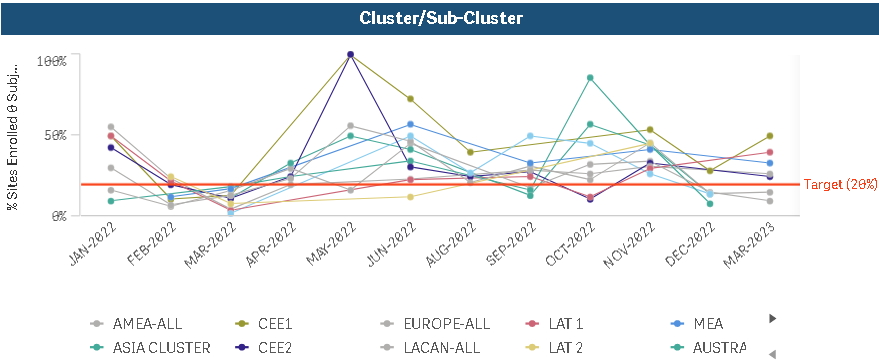 Cluster/Sub-Cluster
% Sites Enrolled 0 Subj...
100%
50%
0%
Target (20%)
JAN-2022
FEB-2022
MAR-2022
APR-2022
MAY-2022
JUN-2022
AUG-2022
SEP-2022
OCT-2022
NOV-2022
DEC-2022
MAR-2023
AMEA-ALL CEE1 EUROPE-ALL LAT 1 MEA
ASIA CLUSTER CEE2 LACAN-ALL LAT 2 AUSTRA